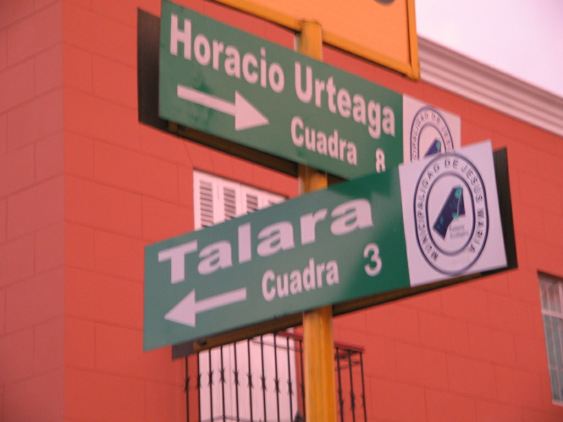 Horacio Urteaga
Cuadra 8
Talara
Cuadra 3
MUNICIPALIDAD DE JESUS MARIA